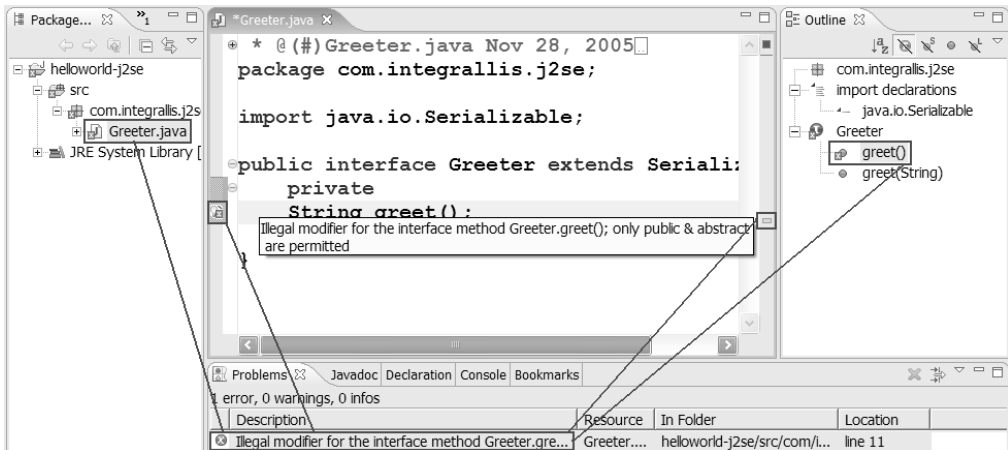 Package...
»1
helloworld-j2se
src
com.integrallis.j2s
Greeter.java
JRE System Library [
*Greeter.java
* @(#)Greeter.java Nov 28, 2005
package com.integrallis.j2se;
import java.io.Serializable;
public interface Greeter extends Serializ
private
String greet();
Illegal modifier for the interface method Greeter.greet(); only public & abstract
are permitted
}
Outline
com.integrallis.j2se
import declarations
java.io.Serializable
Greeter
greet()
greet(String)
Problems Javadoc Declaration Console Bookmarks
1 error, 0 warnings, 0 infos
Description Resource In Folder Location
Illegal modifier for the interface method Greeter.gre... Greeter.... helloworld-j2se/src/com/i... line 11